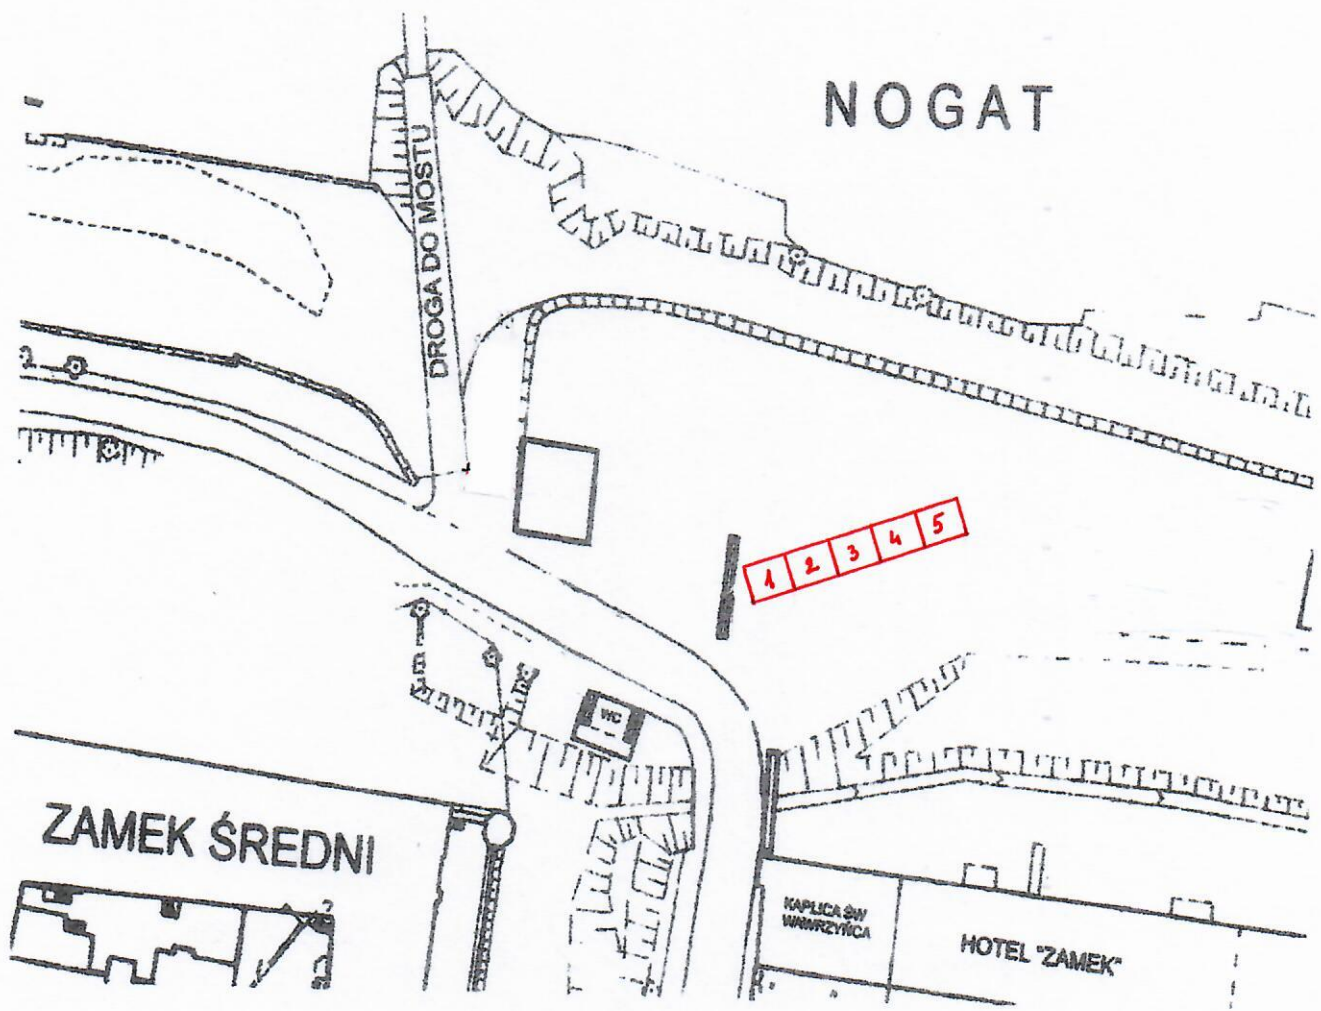 NOGAT
DROGA DO MOSTU
1 2 3 4 5
WC
ZAMEK ŚREDNI
KAPLICA ŚW
WAWRZYŃCA
HOTEL "ZAMEK"